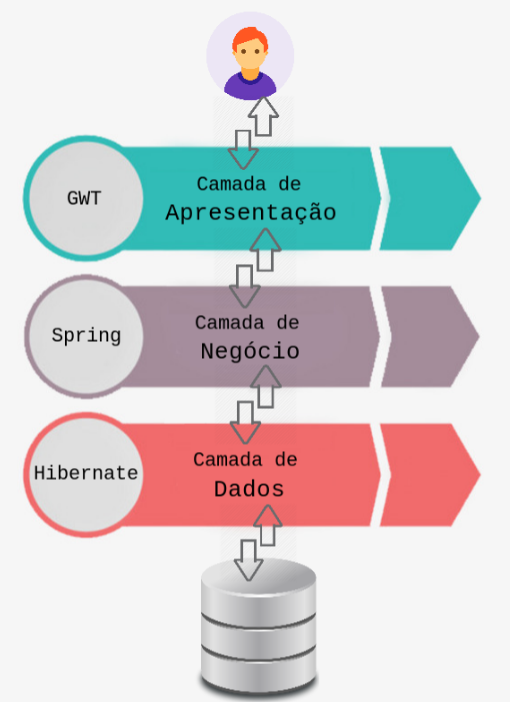 GWT
Camada de
Apresentação
Spring
Camada de
Negócio
Hibernate
Camada de
Dados